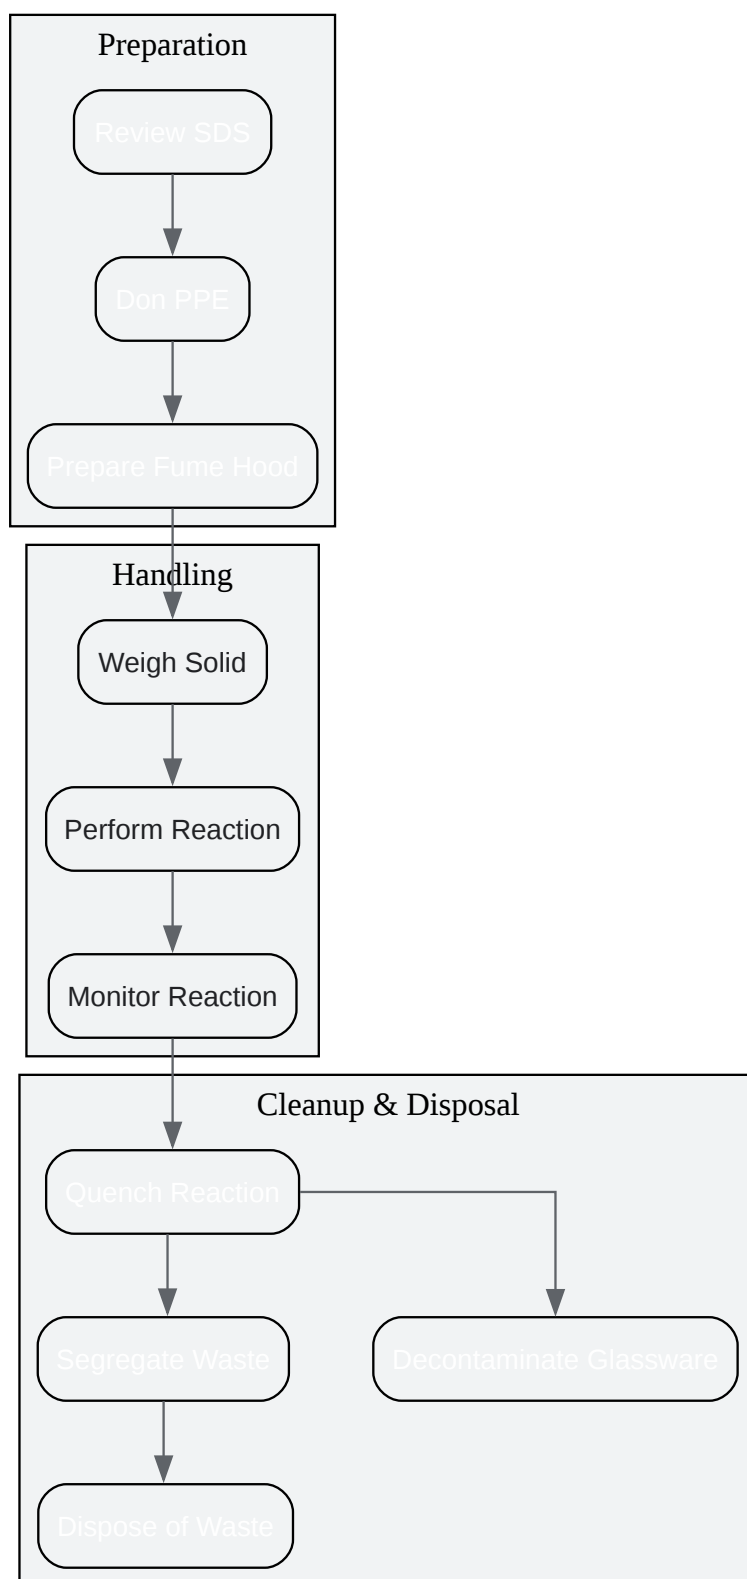 Preparation
Review SDS
Don PPE
Prepare Fume Hood
Handling
Weigh Solid
Perform Reaction
Monitor Reaction
Cleanup & Disposal
Quench Reaction
Segregate Waste
Decontaminate Glassware
Dispose of Waste